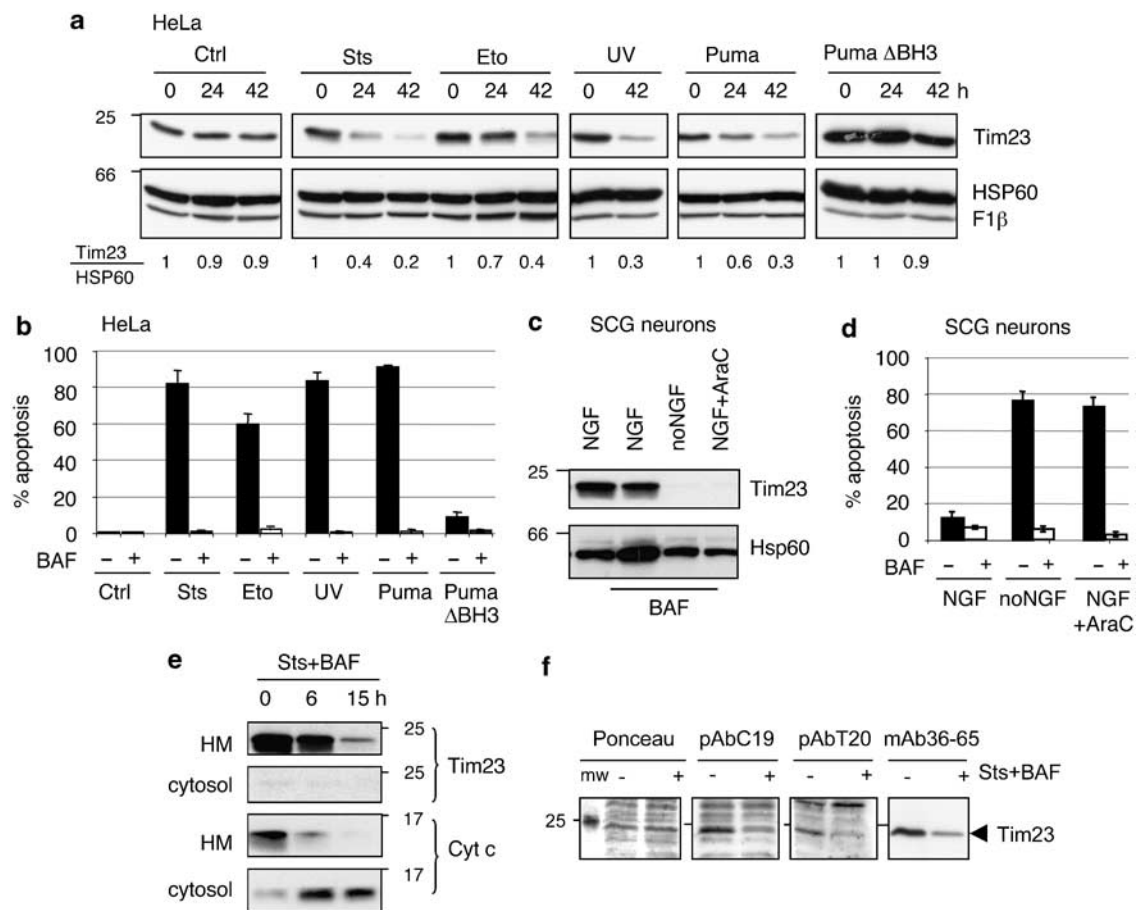 a HeLa
Ctrl Sts Eto UV Puma Puma ΔBH3
0 24 42 0 24 42 0 24 42 0 42 0 24 42 0 24 42 h
25
Tim23
66
HSP60
F1β
Tim23
HSP60
1 0.9 0.9 1 0.4 0.2 1 0.7 0.4 1 0.3 1 0.6 0.3 1 1 0.9
b HeLa
% apoptosis
100
80
60
40
20
0
BAF – + – + – + – + – + – +
Ctrl Sts Eto UV Puma Puma
ΔBH3
c SCG neurons
NGF NGF noNGF NGF+AraC
25
Tim23
66
Hsp60
BAF
d SCG neurons
% apoptosis
100
80
60
40
20
0
BAF - + - + - +
NGF noNGF NGF
+AraC
e
Sts+BAF
0 6 15 h
HM 25
cytosol 25
Tim23
HM 17
cytosol 17
Cyt c
f
Ponceau pAbC19 pAbT20 mAb36-65
mw - + - + - + - + Sts+BAF
25
Tim23